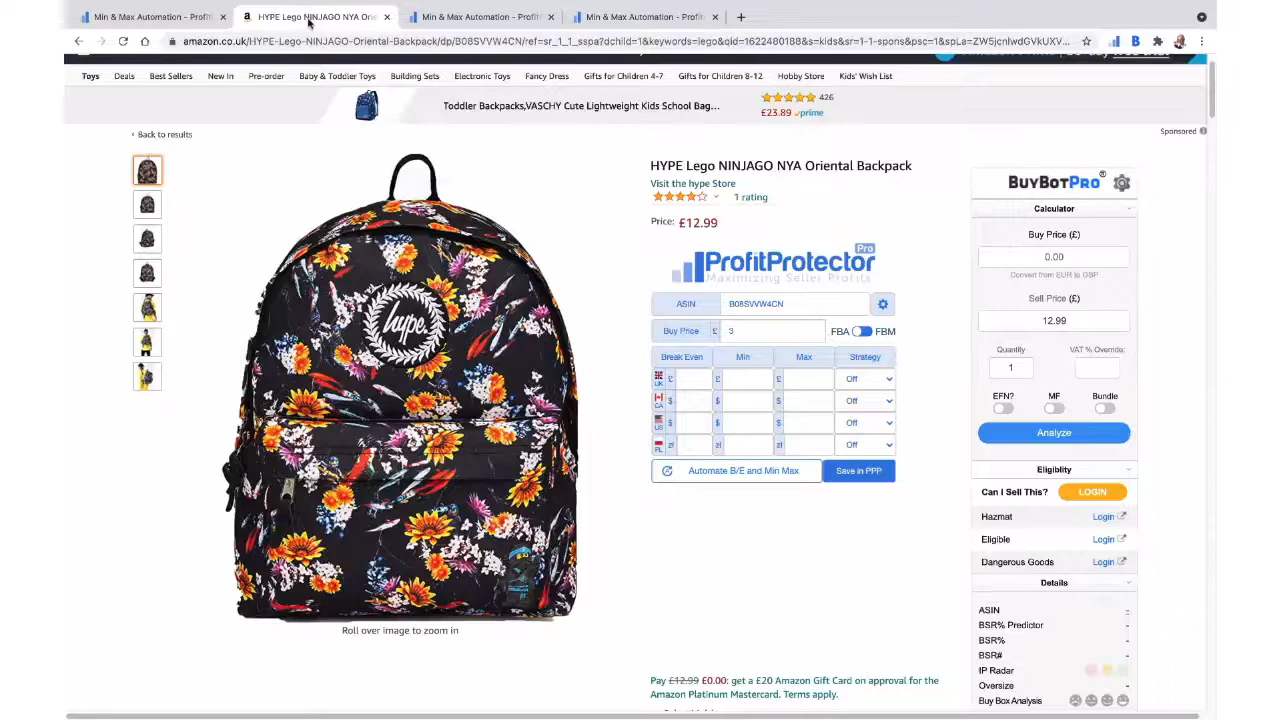 Min & Max Automation - Profit
HYPE Lego NINJAGO NYA Orie
Min & Max Automation - Profit
Min & Max Automation - Profit
amazon.co.uk/HYPE-Lego-NINJAGO-Oriental-Backpack/dp/B08SVVW4CN/ref=sr_1_1_sspa?dchild=1&keywords=lego&qid=1622480188&s=kids&sr=1-1-spons&psc=1&spLa=ZW5jcnlwdGVkUXV...
Toys Deals Best Sellers New In Pre-order Baby & Toddler Toys Building Sets Electronic Toys Fancy Dress Gifts for Children 4-7 Gifts for Children 8-12 Hobby Store Kids' Wish List
Toddler Backpacks,VASCHY Cute Lightweight Kids School Bag...
426
£23.89 prime
‹ Back to results
Sponsored
hype.
HYPE Lego NINJAGO NYA Oriental Backpack
Visit the hype Store
1 rating
Price: £12.99
ProfitProtector Pro
Maximizing Seller Profits
ASIN B08SVVW4CN
Buy Price £ 3 FBA FBM
Break Even Min Max Strategy
UK £ £ £ Off
CA $ $ $ Off
US $ $ $ Off
PL zł zł zł Off
Automate B/E and Min Max Save in PPP
BUYBOTPRO®
Calculator
Buy Price (£)
0.00
Convert from EUR to GBP
Sell Price (£)
12.99
Quantity VAT % Override:
1
EFN? MF Bundle
Analyze
Eligiblity
Can I Sell This? LOGIN
Hazmat Login
Eligible Login
Dangerous Goods Login
Details
ASIN -
BSR% Predictor -
BSR% -
BSR# -
IP Radar
Oversize -
Buy Box Analysis
Roll over image to zoom in
Pay £12.99 £0.00: get a £20 Amazon Gift Card on approval for the
Amazon Platinum Mastercard. Terms apply.